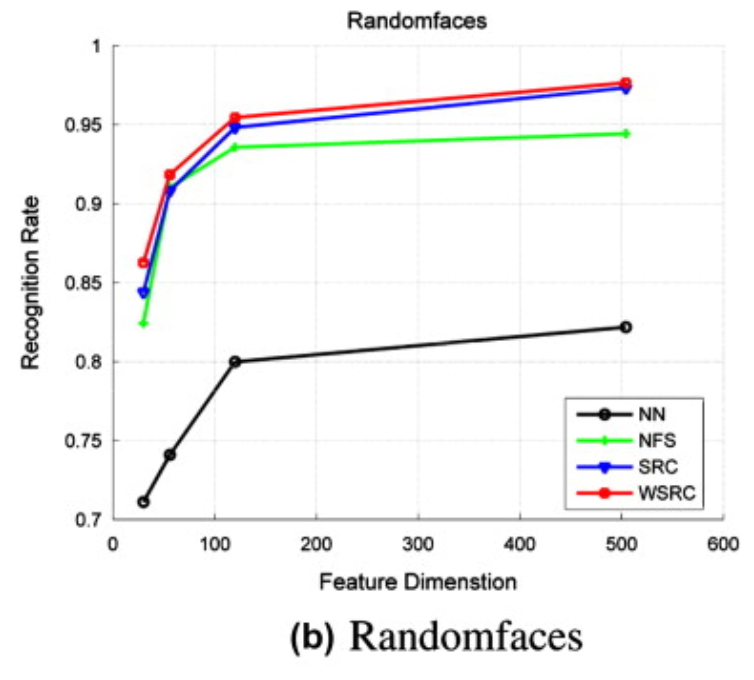 Randomfaces
1
0.95
0.9
0.85
0.8
0.75
0.7
Recognition Rate
0
100
200
300
400
500
600
NN
NFS
SRC
WSRC
Feature Dimenstion
(b) Randomfaces